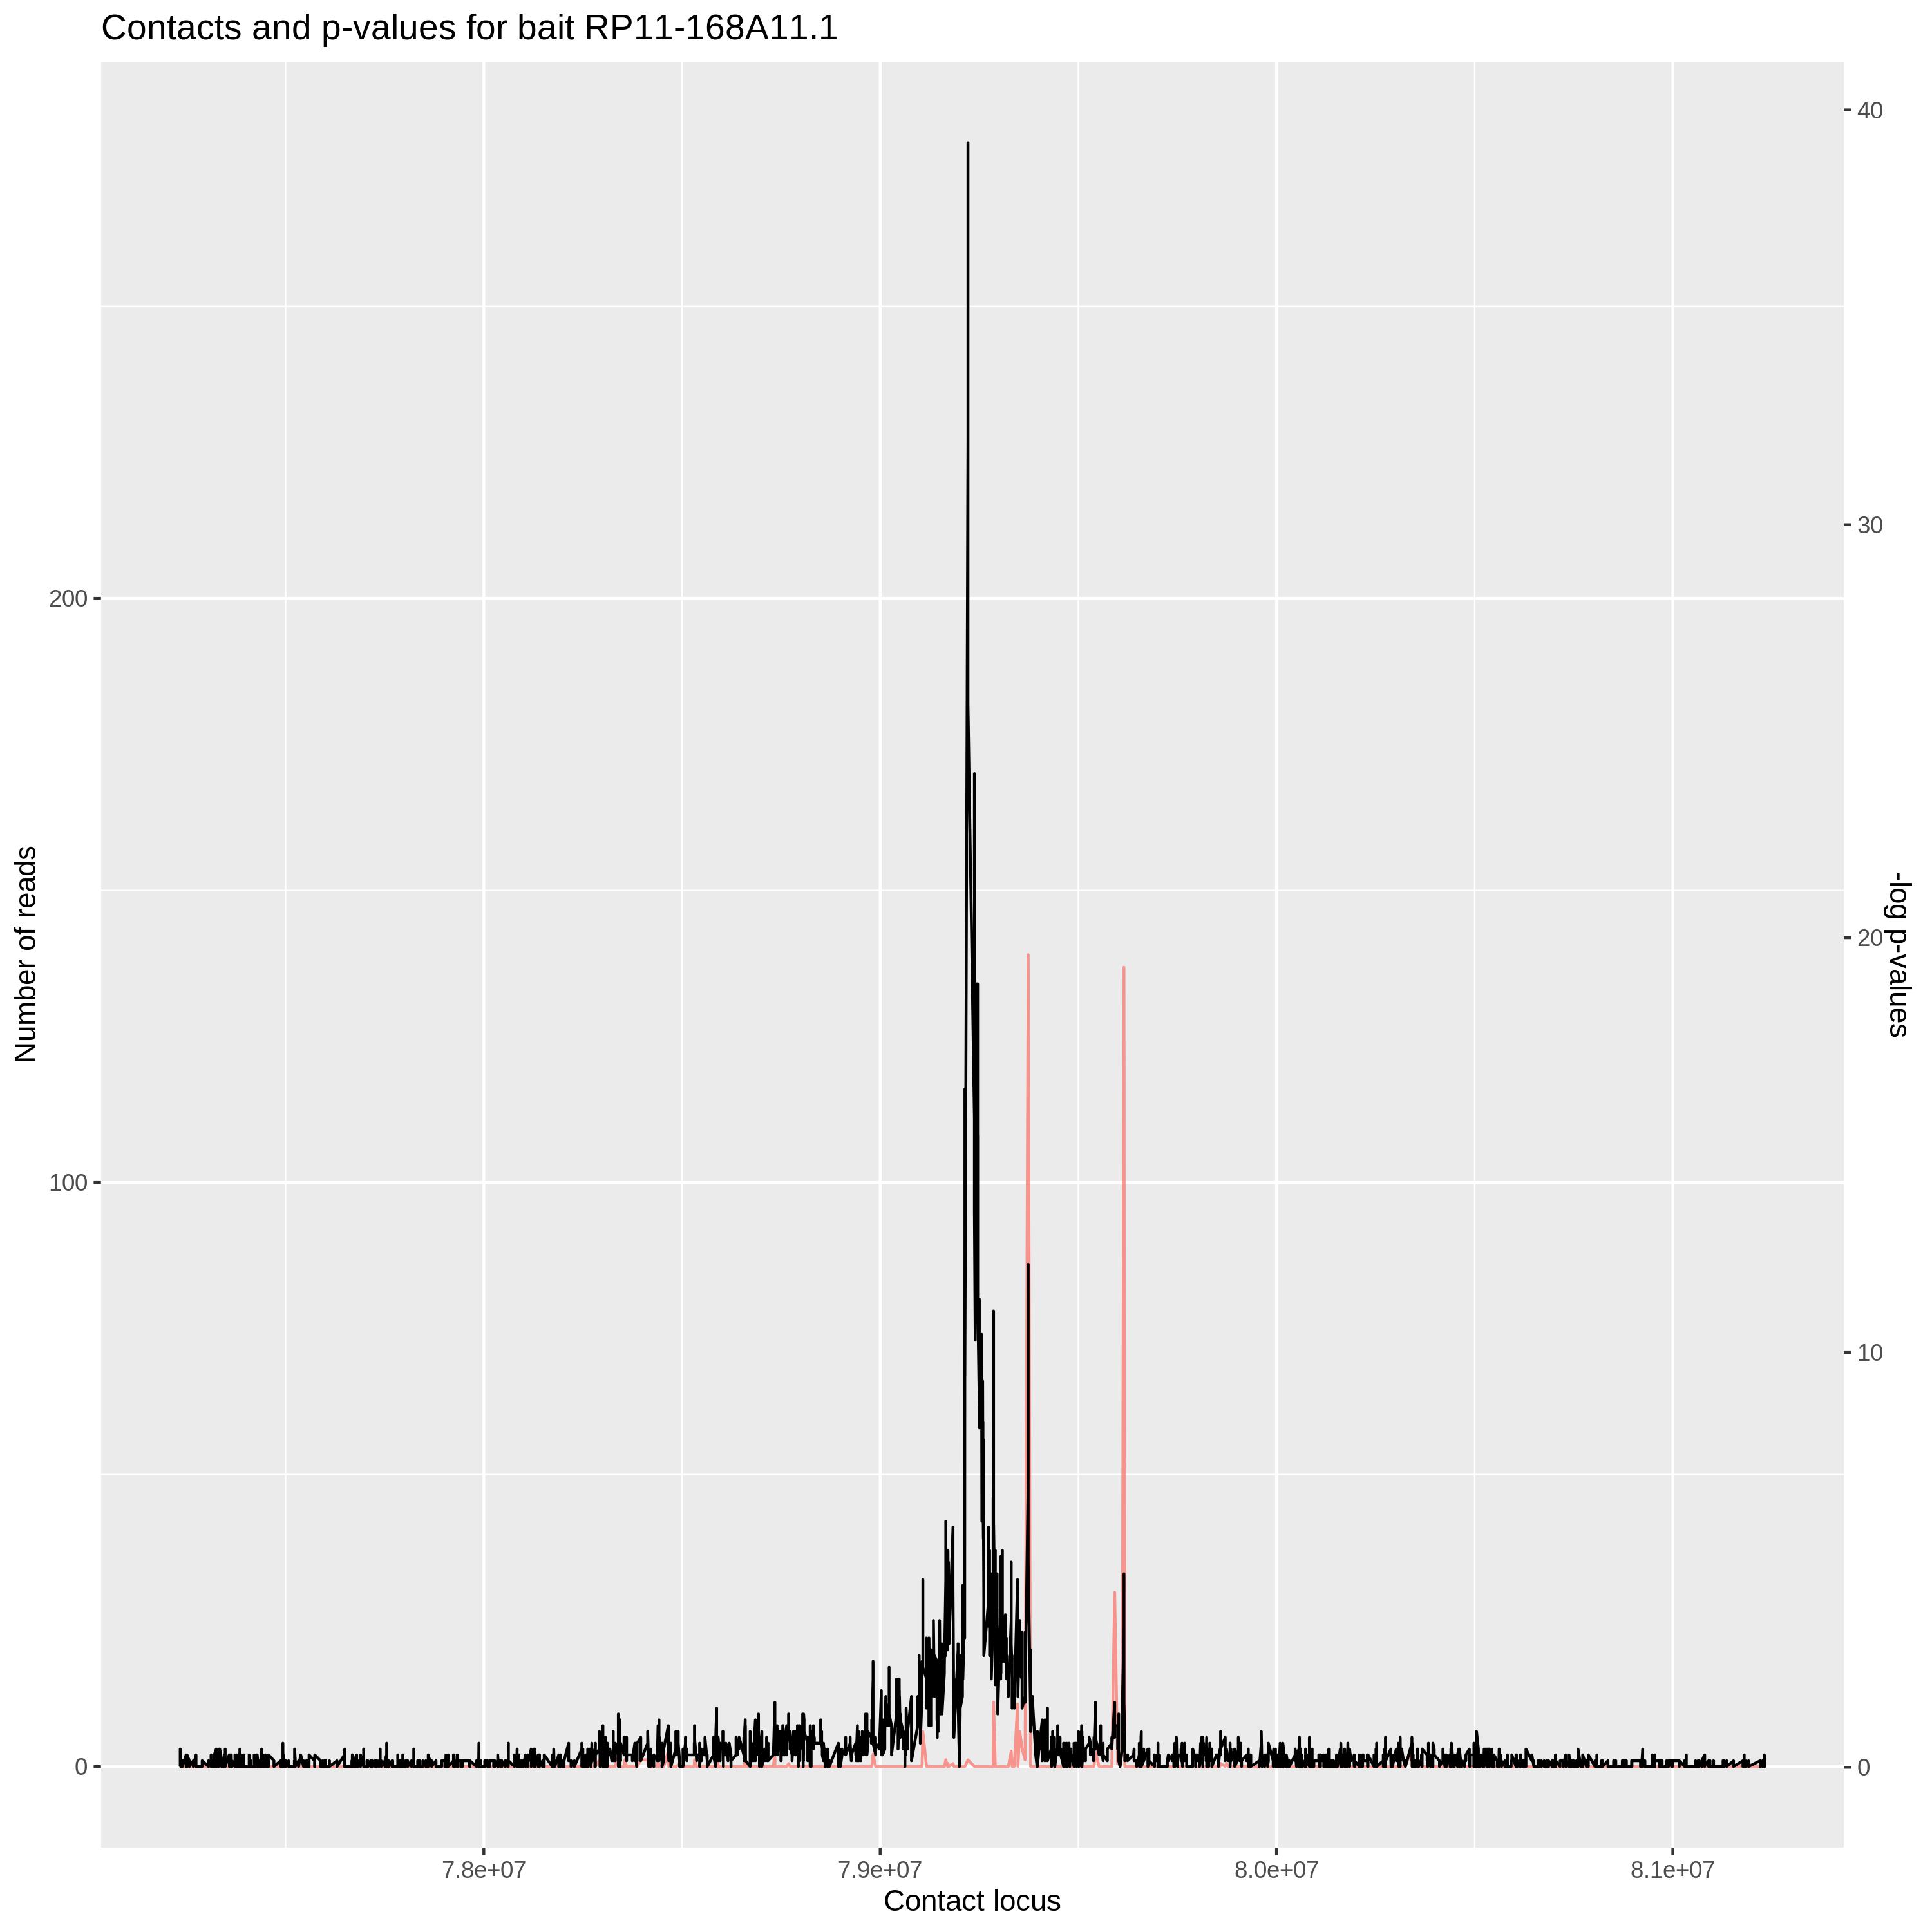 Contacts and p-values for bait RP11-168A11.1
Number of reads
200
100
0
40
30
20
10
0
-log p-values
7.8e+07
7.9e+07
8.0e+07
8.1e+07
Contact locus